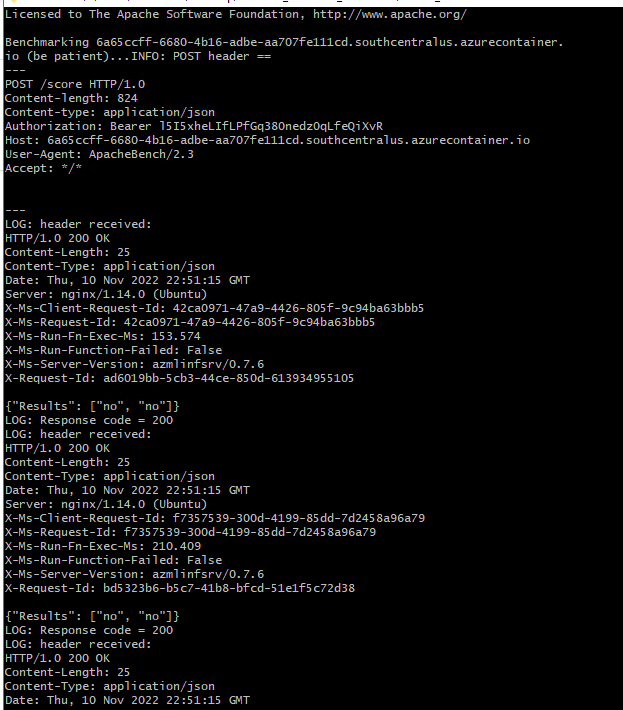 Licensed to The Apache Software Foundation, http://www.apache.org/
Benchmarking 6a65ccff-6680-4b16-adbe-aa707fe111cd.southcentralus.azurecontainer.
io (be patient)...INFO: POST header ==
---
POST /score HTTP/1.0
Content-length: 824
Content-type: application/json
Authorization: Bearer l5I5xheLIfLPfGq380nedzOqLfeQiXvR
Host: 6a65ccff-6680-4b16-adbe-aa707fe111cd.southcentralus.azurecontainer.io
User-Agent: ApacheBench/2.3
Accept: */*
---
LOG: header received:
HTTP/1.0 200 OK
Content-Length: 25
Content-Type: application/json
Date: Thu, 10 Nov 2022 22:51:15 GMT
Server: nginx/1.14.0 (Ubuntu)
X-Ms-Client-Request-Id: 42ca0971-47a9-4426-805f-9c94ba63bbb5
X-Ms-Request-Id: 42ca0971-47a9-4426-805f-9c94ba63bbb5
X-Ms-Run-Fn-Exec-Ms: 153.574
X-Ms-Run-Function-Failed: False
X-Ms-Server-Version: azmlinfsrv/0.7.6
X-Request-Id: ad6019bb-5cb3-44ce-850d-613934955105
{"Results": ["no", "no"]}
LOG: Response code = 200
LOG: header received:
HTTP/1.0 200 OK
Content-Length: 25
Content-Type: application/json
Date: Thu, 10 Nov 2022 22:51:15 GMT
Server: nginx/1.14.0 (Ubuntu)
X-Ms-Client-Request-Id: f7357539-300d-4199-85dd-7d2458a96a79
X-Ms-Request-Id: f7357539-300d-4199-85dd-7d2458a96a79
X-Ms-Run-Fn-Exec-Ms: 210.409
X-Ms-Run-Function-Failed: False
X-Ms-Server-Version: azmlinfsrv/0.7.6
X-Request-Id: bd5323b6-b5c7-41b8-bfcd-51e1f5c72d38
{"Results": ["no", "no"]}
LOG: Response code = 200
LOG: header received:
HTTP/1.0 200 OK
Content-Length: 25
Content-Type: application/json
Date: Thu, 10 Nov 2022 22:51:15 GMT